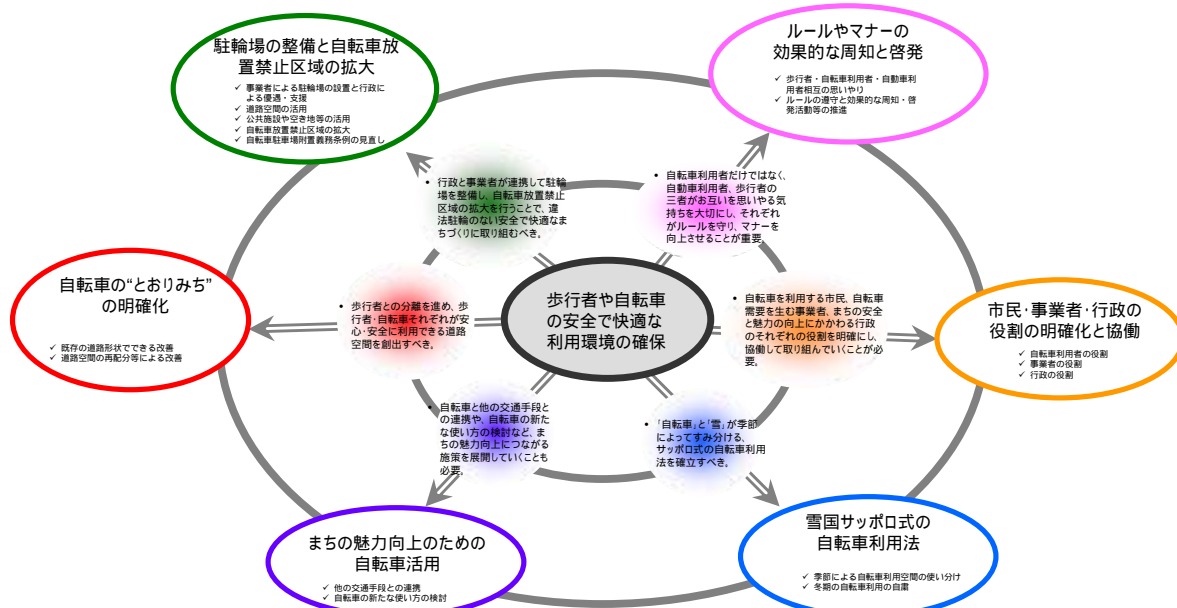 駐輪場の整備と自転車放
置禁止区域の拡大
✓ 事業者による駐輪場の設置と行政
による優遇・支援
✓ 道路空間の活用
✓ 公共施設や空き地等の活用
✓ 自転車放置禁止区域の拡大
✓ 自転車駐車場附置義務条例の見直し
ルールやマナーの
効果的な周知と啓発
✓ 歩行者・自転車利用者・自動車利
用者相互の思いやり
✓ ルールの遵守と効果的な周知・啓
発活動等の推進
• 行政と事業者が連携して駐輪
場を整備し、自転車放置禁止
区域の拡大を行うことで、違
法駐輪のない安全で快適なま
ちづくりに取り組むべき。
• 自転車利用者だけではなく、
自動車利用者、歩行者の
三者がお互いを思いやる気
持ちを大切にし、それぞれ
がルールを守り、マナーを
向上させることが重要。
自転車の“とおりみち”
の明確化
✓ 既存の道路形状でできる改善
✓ 道路空間の再配分等による改善
• 歩行者との分離を進め、歩
行者・自転車それぞれが安
心・安全に利用できる道路
空間を創出すべき。
歩行者や自転車
の安全で快適な
利用環境の確保
• 自転車を利用する市民、自転車
需要を生む事業者、まちの安全
と魅力の向上にかかわる行政
のそれぞれの役割を明確にし、
協働して取り組んでいくことが必
要。
市民・事業者・行政の
役割の明確化と協働
✓ 自転車利用者の役割
✓ 事業者の役割
✓ 行政の役割
• 自転車と他の交通手段と
の連携や、自転車の新た
な使い方の検討など、ま
ちの魅力向上につながる
施策を展開していくことも
必要。
• 「自転車」と「雪」が季節
によってすみ分ける、
サッポロ式の自転車利用
法を確立すべき。
まちの魅力向上のための
自転車活用
✓ 他の交通手段との連携
✓ 自転車の新たな使い方の検討
雪国サッポロ式の
自転車利用法
✓ 季節による自転車利用空間の使い分け
✓ 冬期の自転車利用の自粛